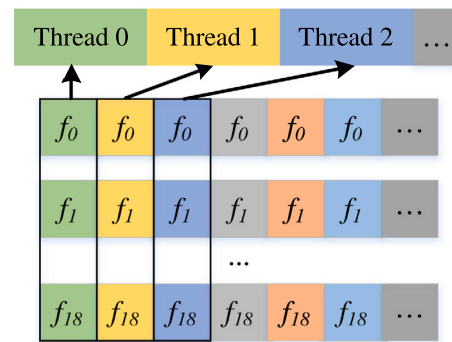 Thread 0 Thread 1 Thread 2 ...
f0 f0 f0 f0 f0 f0 ...
f1 f1 f1 f1 f1 f1 ...
...
f18 f18 f18 f18 f18 f18 ...